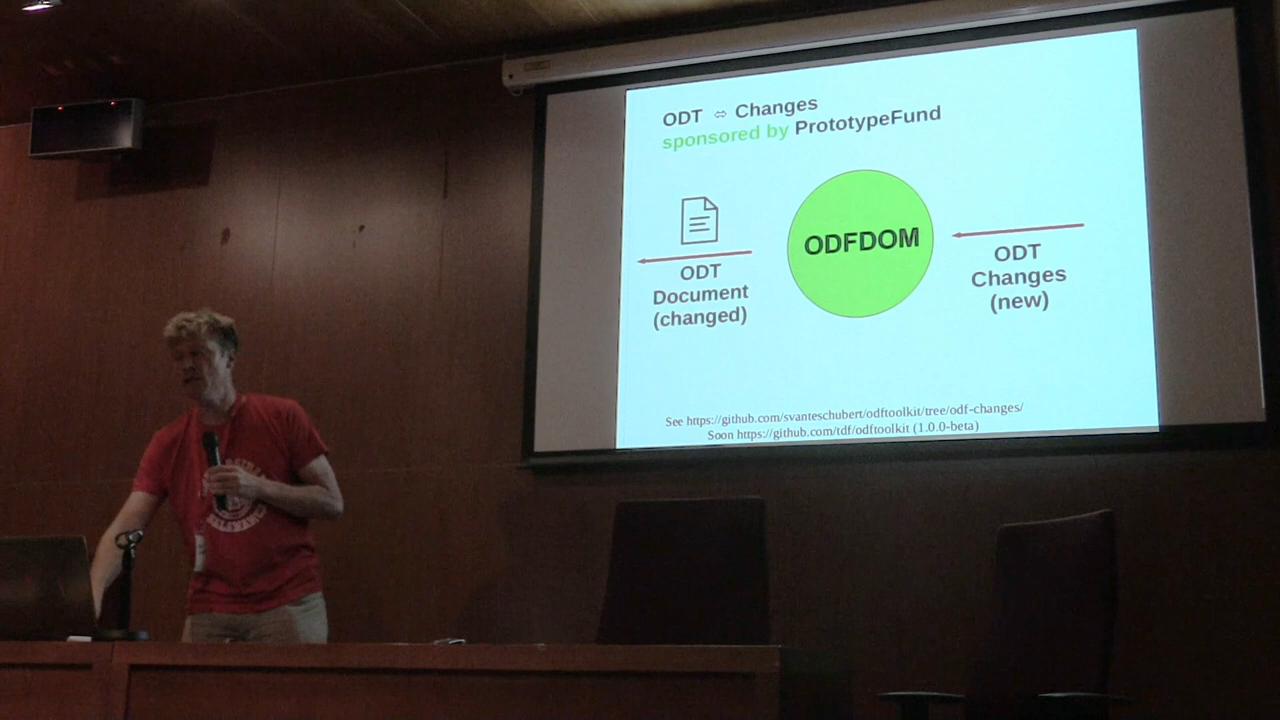 ODT ⇔ Changes
sponsored by PrototypeFund
ODFDOM
ODT
Document
(changed)
ODT
Changes
(new)
See https://github.com/svanteschubert/odftoolkit/tree/odf-changes/
Soon https://github.com/tdf/odftoolkit (1.0.0-beta)